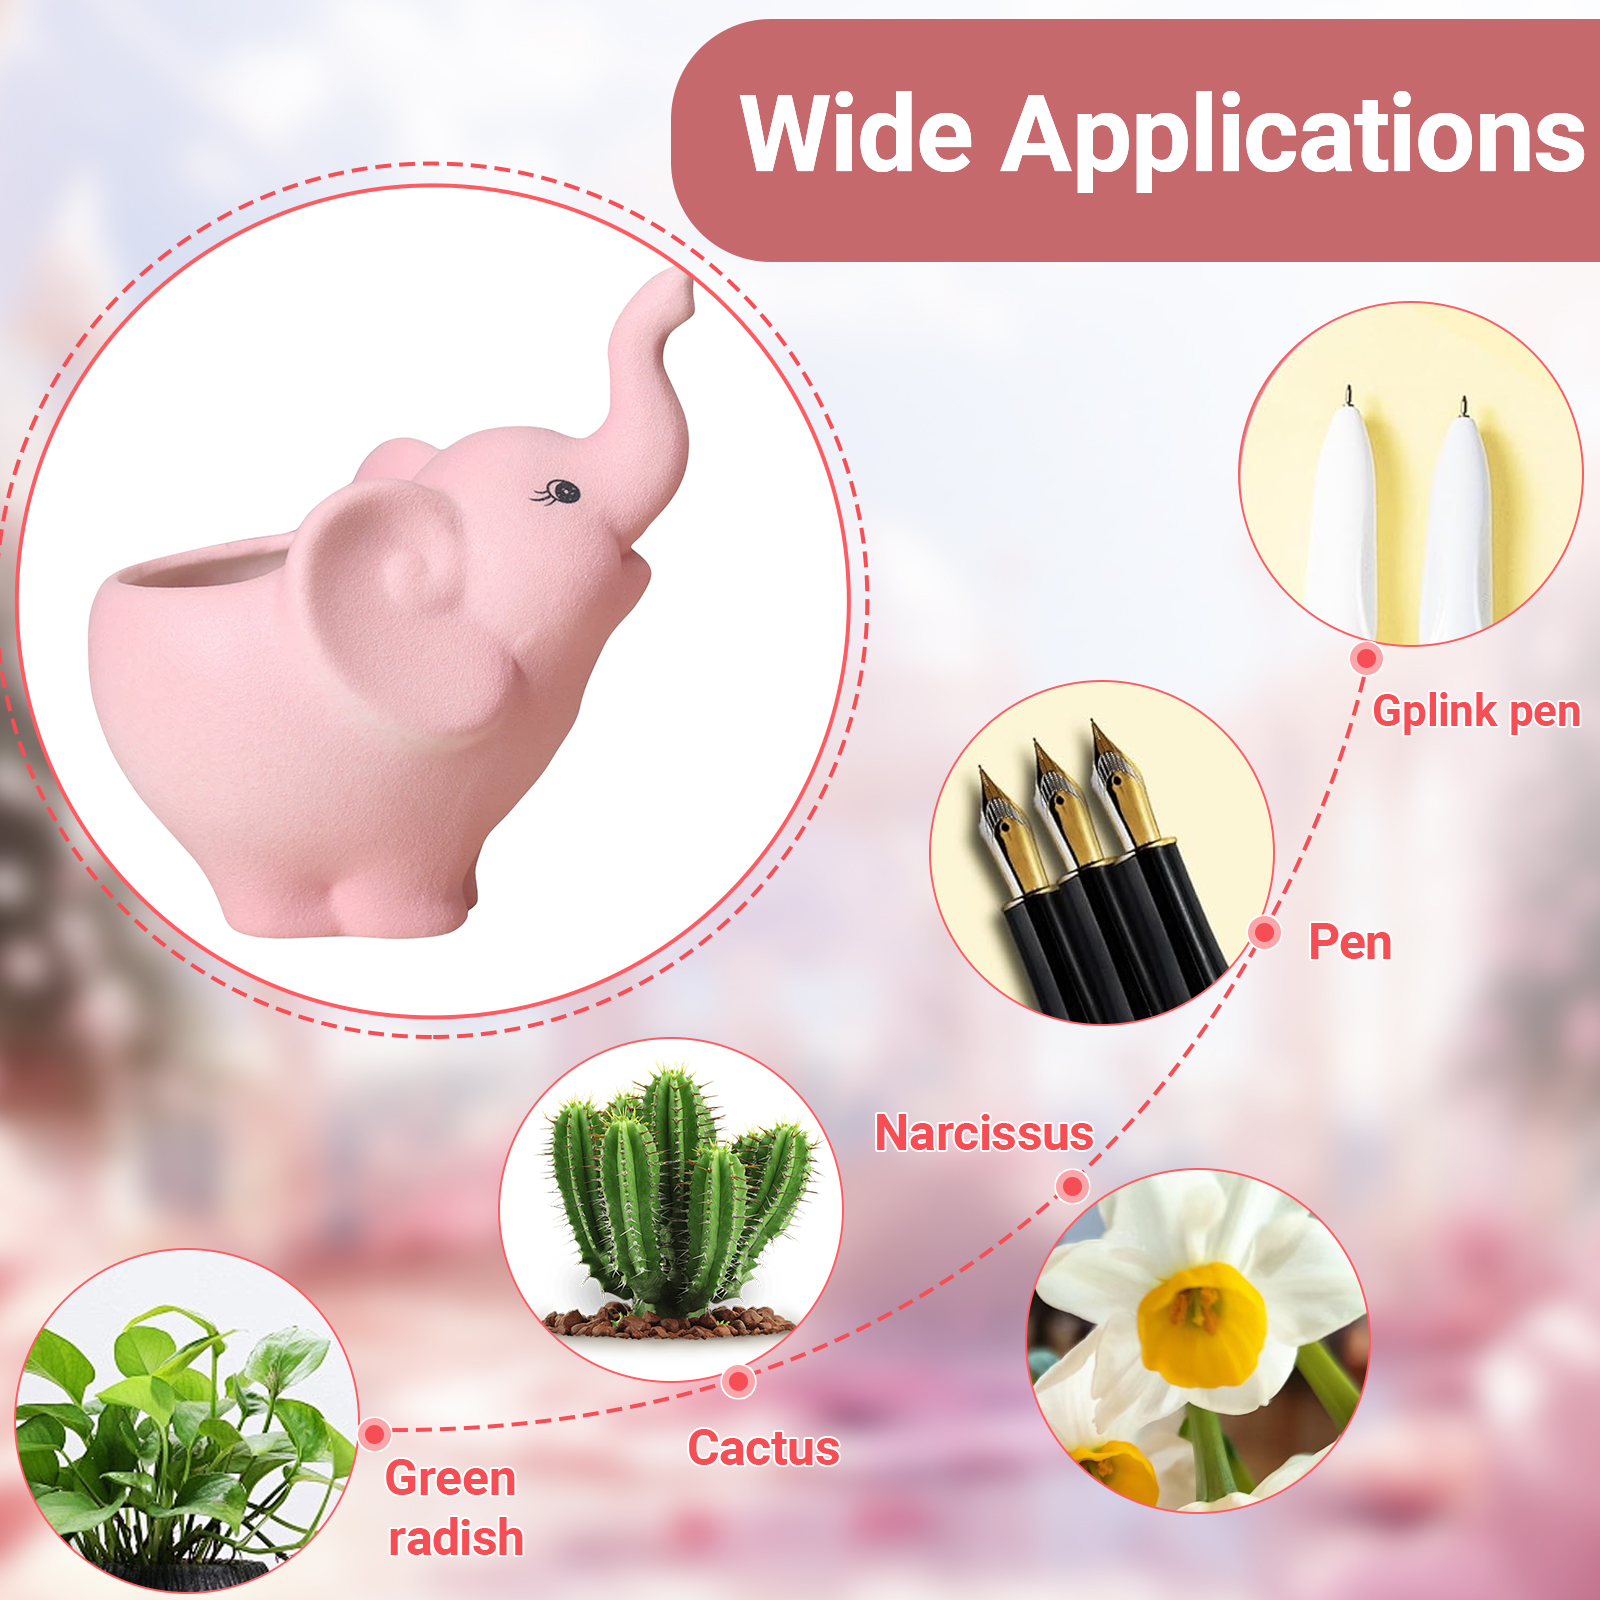 Wide Applications
Gplink pen
Pen
Narcissus
Cactus
Green
radish